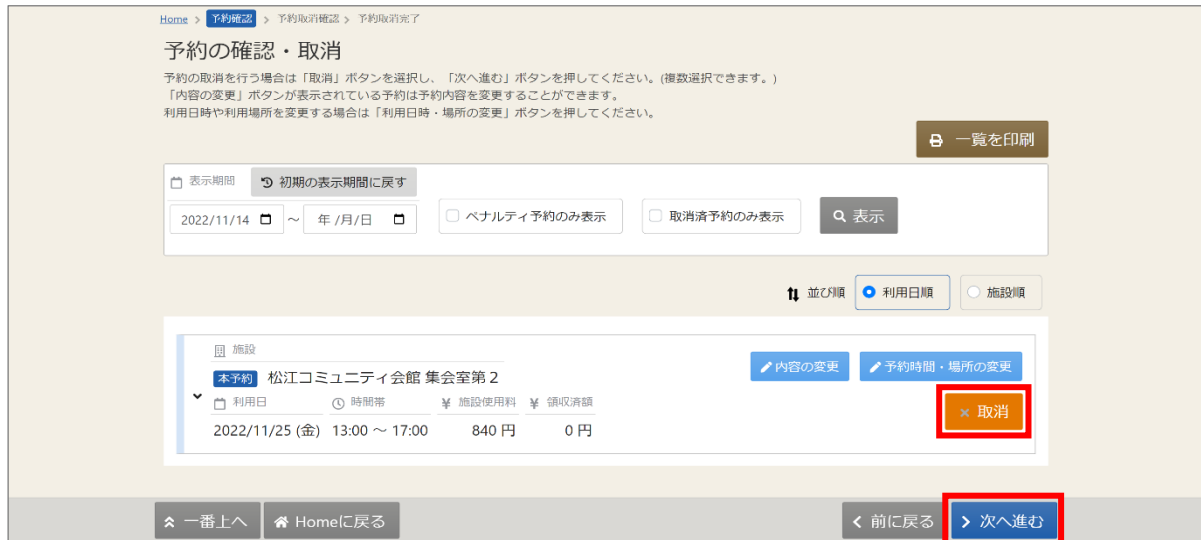 Home > 予約確認 > 予約取消確認 > 予約取消完了
予約の確認・取消
予約の取消を行う場合は「取消」ボタンを選択し、「次へ進む」ボタンを押してください。(複数選択できます。)
「内容の変更」ボタンが表示されている予約は予約内容を変更することができます。
利用日時や利用場所を変更する場合は「利用日時・場所の変更」ボタンを押してください。
一覧を印刷
表示期間 初期の表示期間に戻す
2022/11/14 ～ 年/月/日 ペナルティ予約のみ表示 取消済予約のみ表示 表示
並び順 利用日順 施設順
施設
本予約 松江コミュニティ会館 集会室第2
内容の変更 予約時間・場所の変更
利用日 時間帯 ¥ 施設使用料 ¥ 領収済額
× 取消
2022/11/25 (金) 13:00 ～ 17:00 840 円 0 円
一番上へ Homeに戻る < 前に戻る > 次へ進む